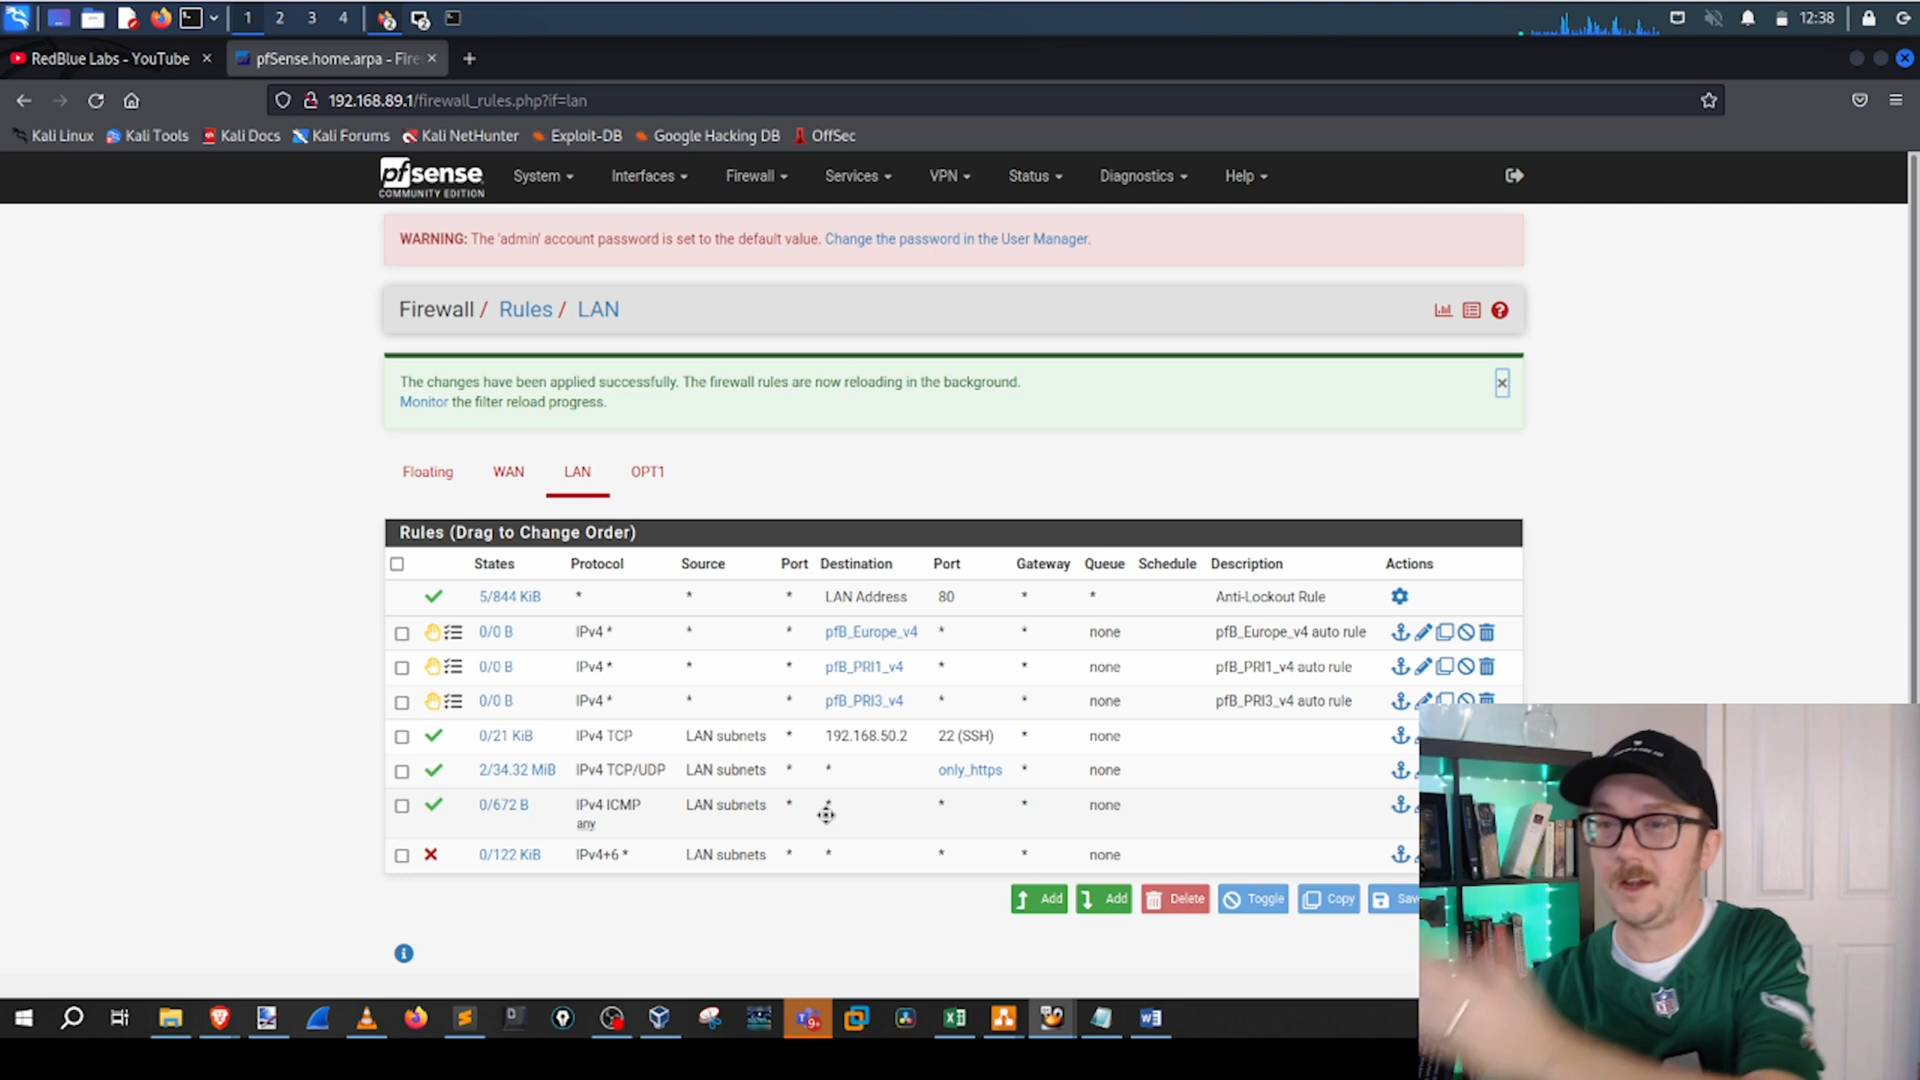 1 2 3 4 12:38
RedBlue Labs - YouTube pfSense.home.arpa - Fire
192.168.89.1/firewall_rules.php?if=lan
Kali Linux Kali Tools Kali Docs Kali Forums Kali NetHunter Exploit-DB Google Hacking DB OffSec
pfsense System Interfaces Firewall Services VPN Status Diagnostics Help
COMMUNITY EDITION
WARNING: The 'admin' account password is set to the default value. Change the password in the User Manager.
Firewall / Rules / LAN
The changes have been applied successfully. The firewall rules are now reloading in the background.
Monitor the filter reload progress.
Floating WAN LAN OPT1
Rules (Drag to Change Order)
States Protocol Source Port Destination Port Gateway Queue Schedule Description Actions
5/844 KiB * * * LAN Address 80 * * Anti-Lockout Rule
0/0 B IPv4 * * * pfB_Europe_v4 * * none pfB_Europe_v4 auto rule
0/0 B IPv4 * * * pfB_PRI1_v4 * * none pfB_PRI1_v4 auto rule
0/0 B IPv4 * * * pfB_PRI3_v4 * * none pfB_PRI3_v4 auto rule
0/21 KiB IPv4 TCP LAN subnets * 192.168.50.2 22 (SSH) * none
2/34.32 MiB IPv4 TCP/UDP LAN subnets * * only_https * none
0/672 B IPv4 ICMP LAN subnets * * * * none
any
0/122 KiB IPv4+6 * LAN subnets * * * * none
Add Add Delete Toggle Copy Sav
9+